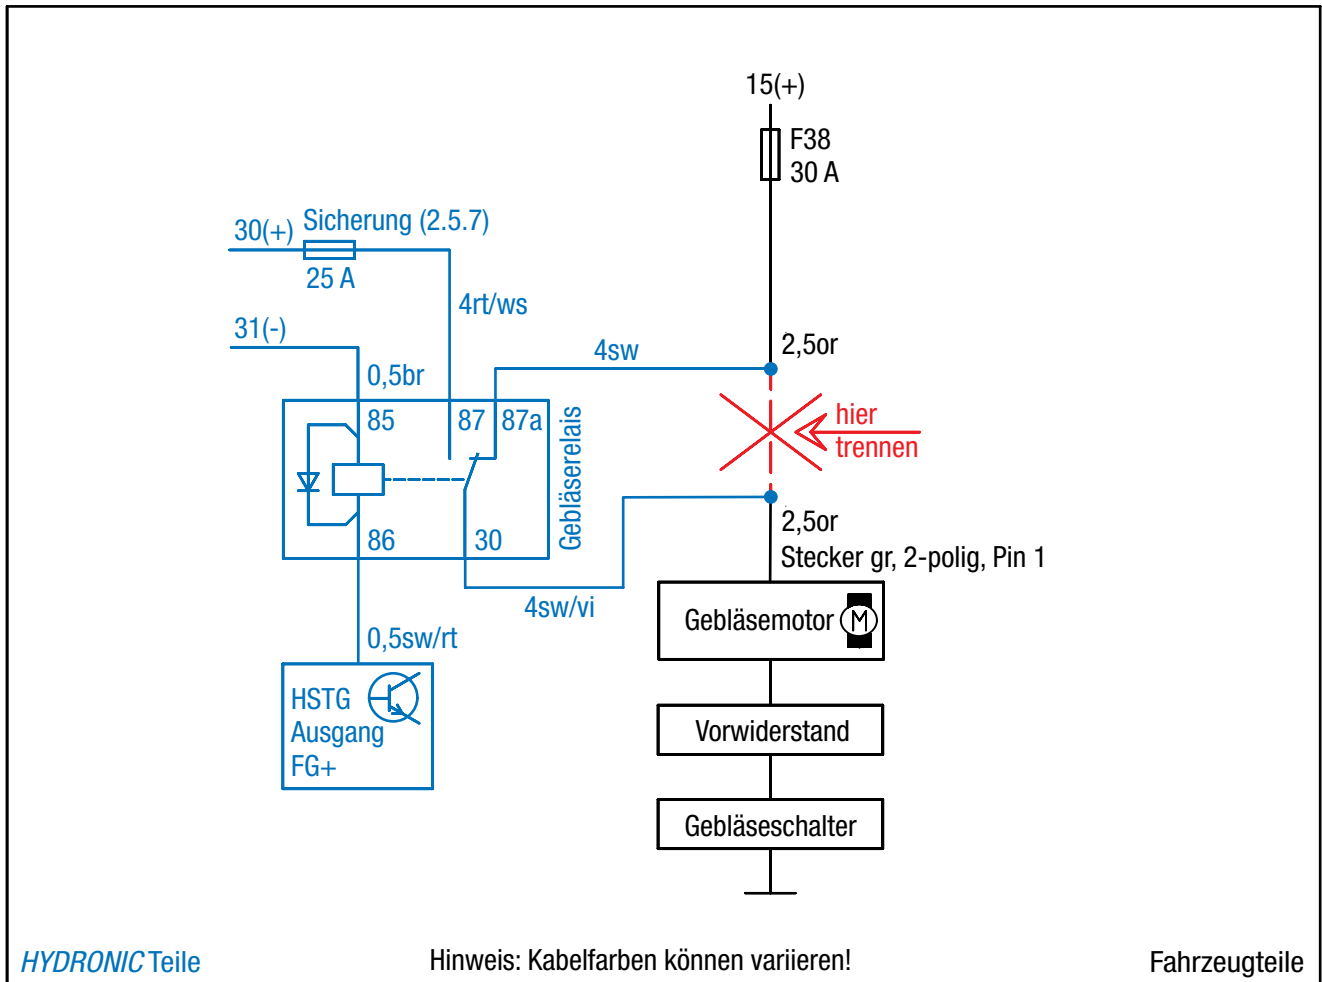 15(+)
F38
30 A
30(+)
Sicherung (2.5.7)
25 A
4rt/ws
31(-)
0,5br
4sw
2,5or
85
87
87a
Gebläserelais
hier
trennen
86
30
2,5or
Stecker gr, 2-polig, Pin 1
4sw/vi
Gebläsemotor
M
0,5sw/rt
HSTG
Ausgang
FG+
Vorwiderstand
Gebläseschalter
HYDRONIC Teile
Hinweis: Kabelfarben können variieren!
Fahrzeugteile